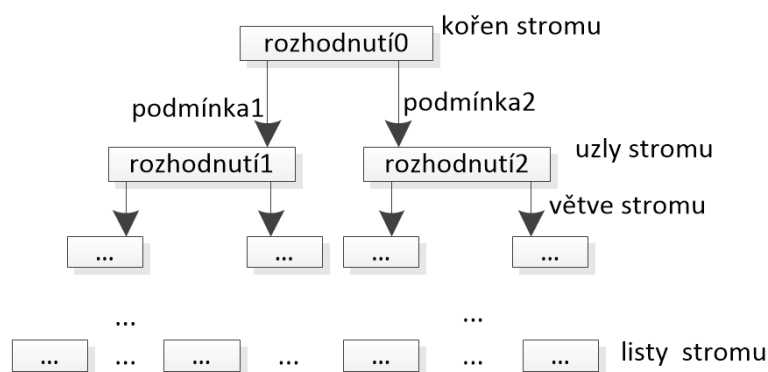 kořen stromu
rozhodnutí0
podmínka1 podmínka2
uzly stromu
rozhodnutí1 rozhodnutí2
větve stromu
... ... ... ...
... ...
... ... ... ... ... ... ... listy stromu